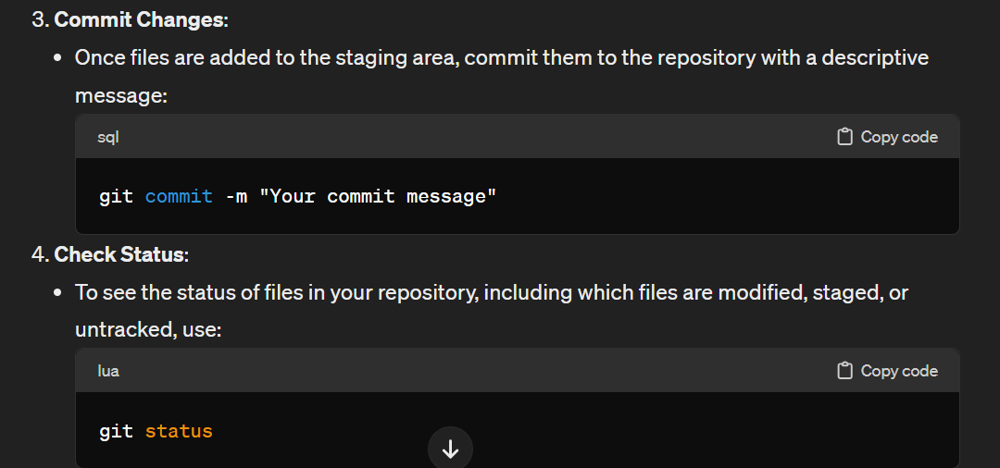 3. Commit Changes:
• Once files are added to the staging area, commit them to the repository with a descriptive
message:
sql Copy code
git commit -m "Your commit message"
4. Check Status:
• To see the status of files in your repository, including which files are modified, staged, or
untracked, use:
lua Copy code
git status